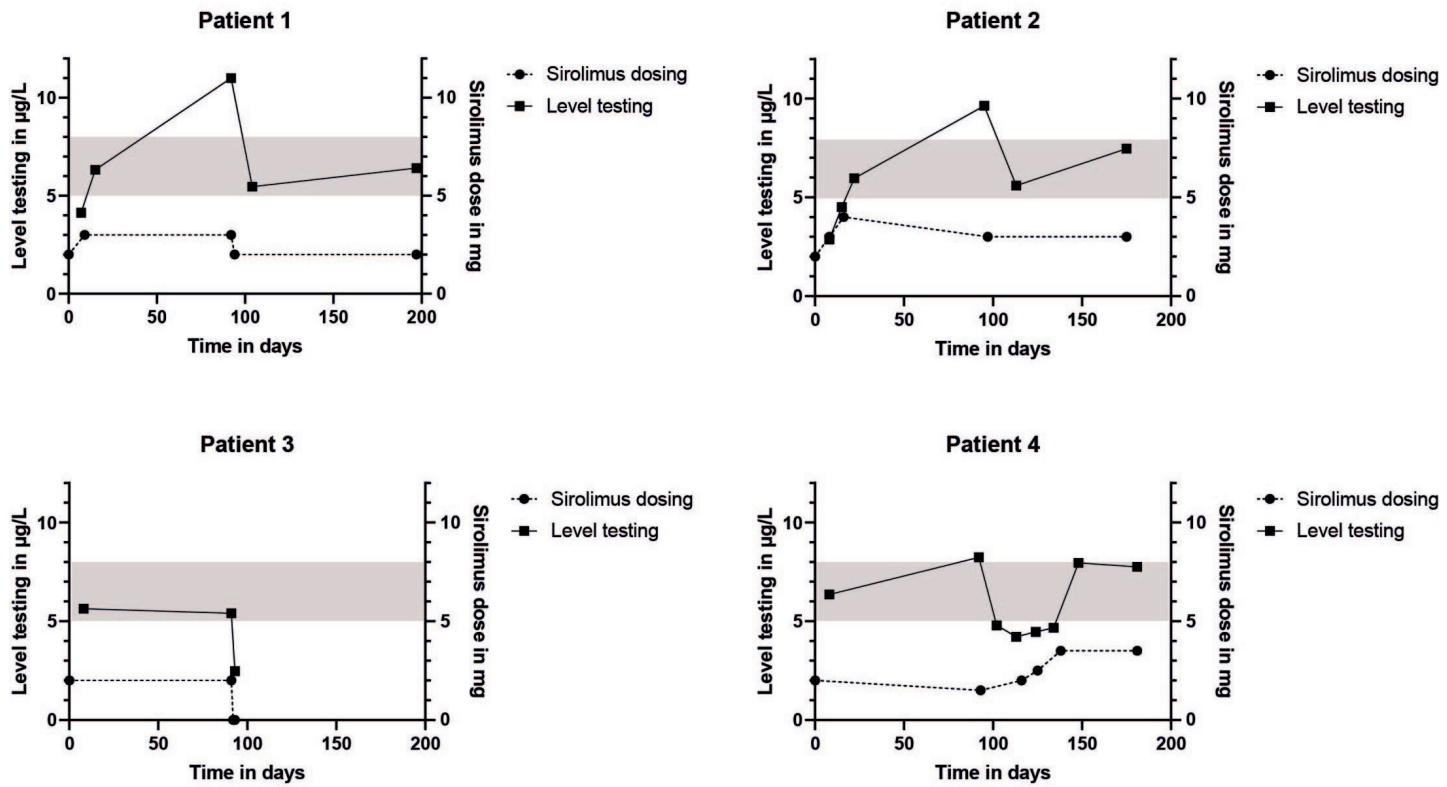 Patient 1
Level testing in µg/L
10
5
0
0
50
100
150
200
Time in days
10
5
0
Sirolimus dose in mg
Sirolimus dosing
Level testing
Patient 2
Level testing in µg/L
10
5
0
0
50
100
150
200
Time in days
10
5
0
Sirolimus dose in mg
Sirolimus dosing
Level testing
Patient 3
Level testing in µg/L
10
5
0
0
50
100
150
200
Time in days
10
5
0
Sirolimus dose in mg
Sirolimus dosing
Level testing
Patient 4
Level testing in µg/L
10
5
0
0
50
100
150
200
Time in days
10
5
0
Sirolimus dose in mg
Sirolimus dosing
Level testing